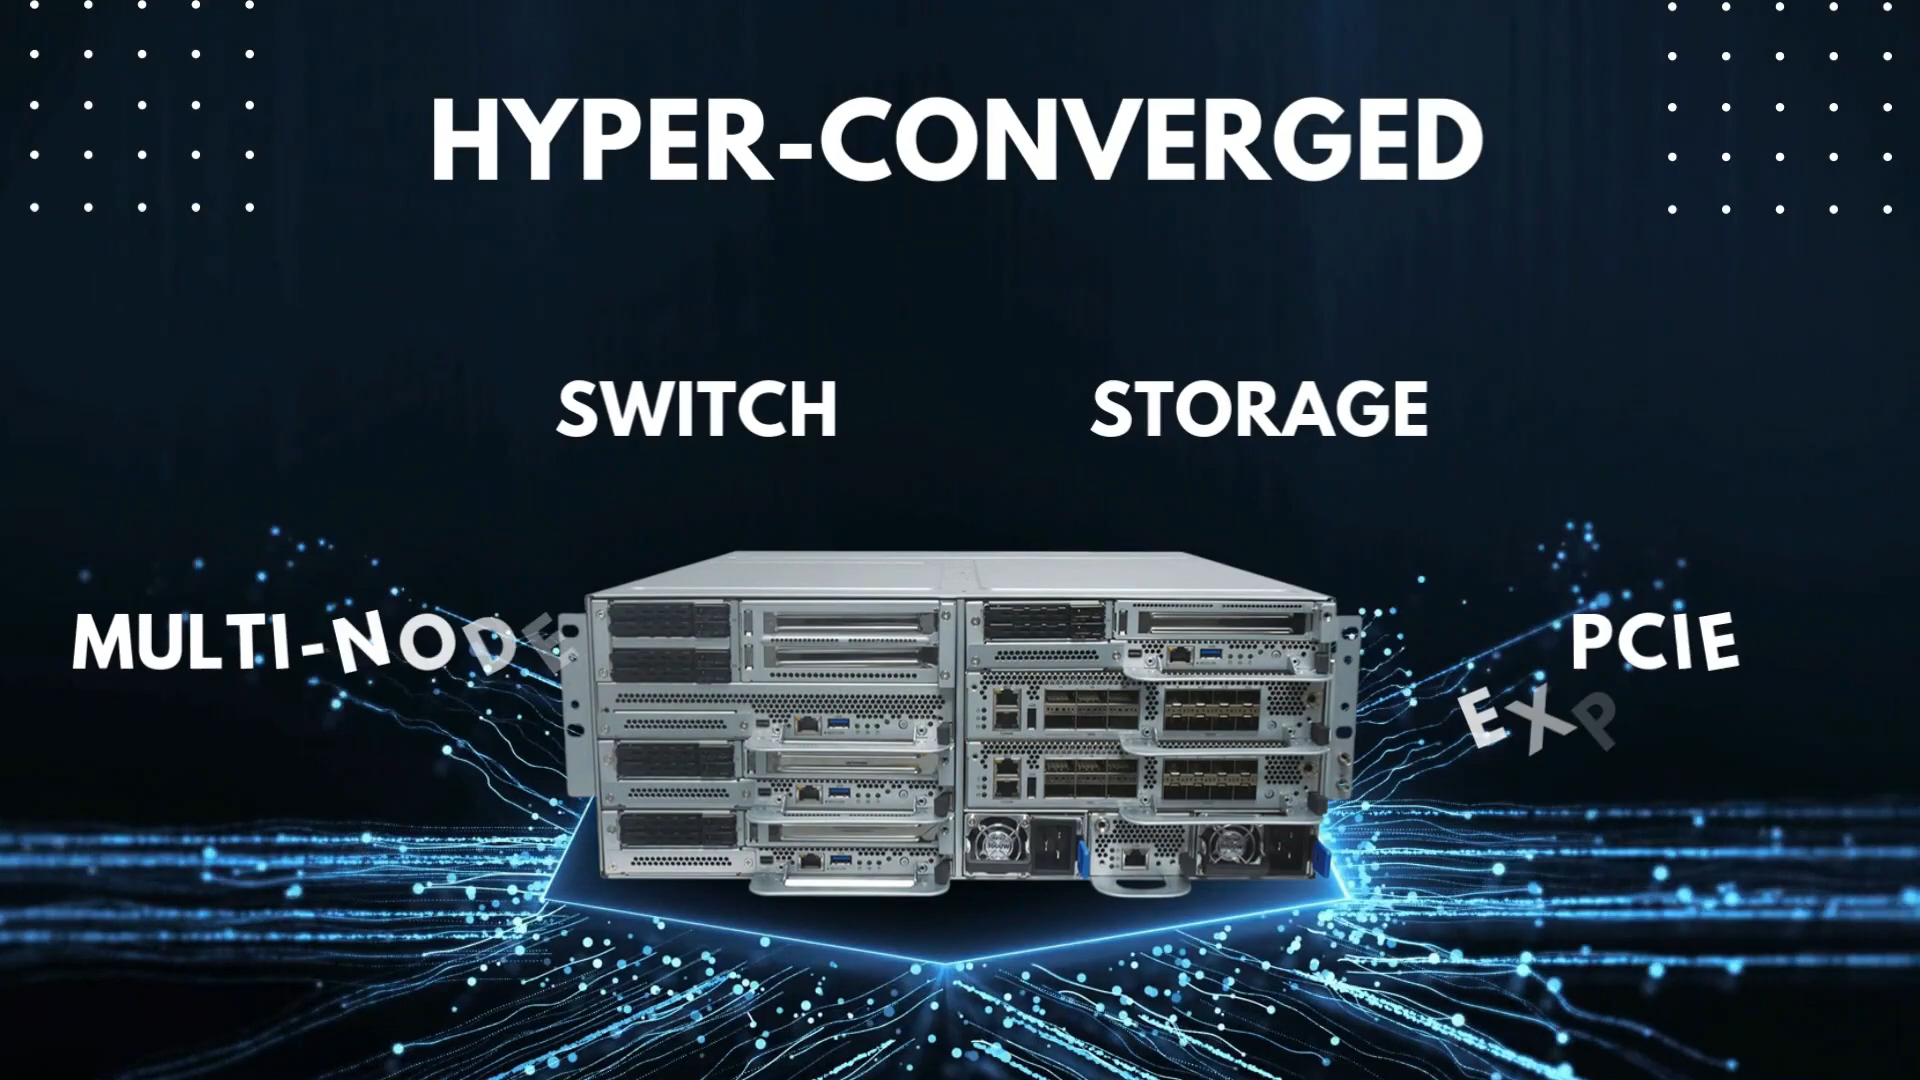 HYPER-CONVERGED
SWITCH
STORAGE
MULTI-NODE
PCIE
EXP